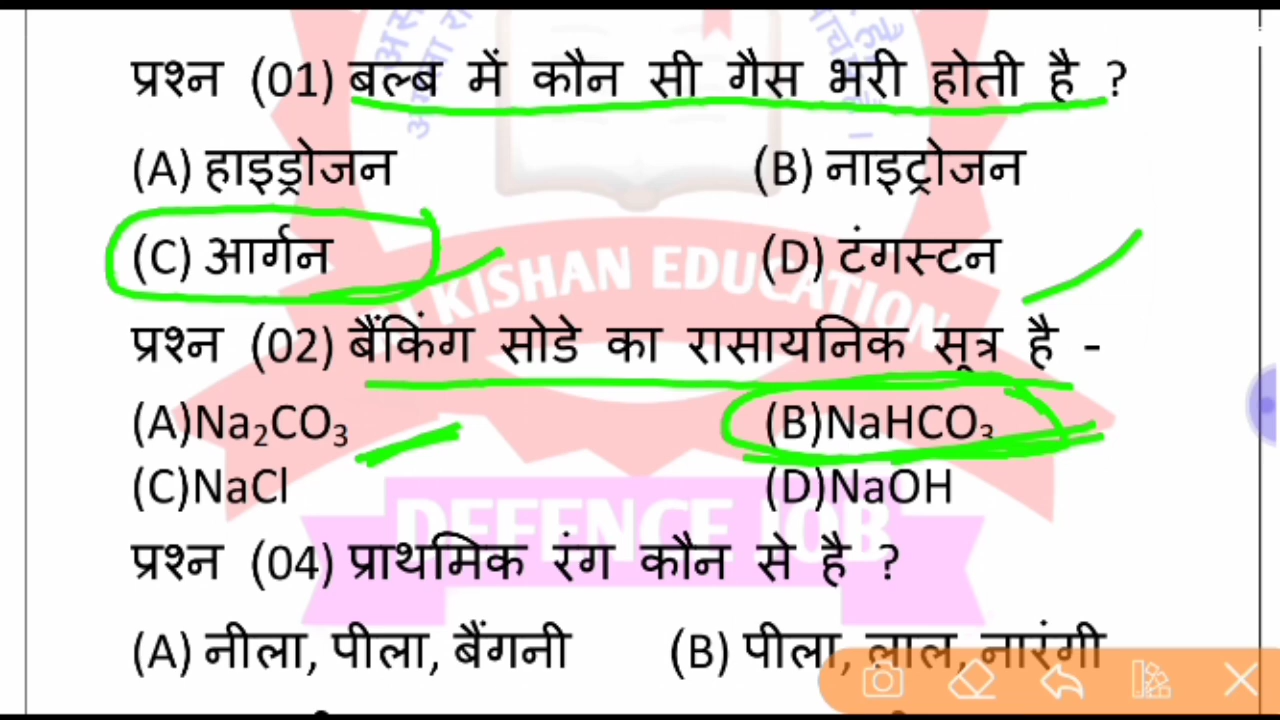 प्रश्न (01) बल्ब में कौन सी गैस भरी होती है ?
(A) हाइड्रोजन (B) नाइट्रोजन
(C) आर्गन (D) टंगस्टन
KISHAN EDUCATION
प्रश्न (02) बैंकिंग सोडे का रासायनिक सूत्र है -
(A)Na₂CO₃ (B)NaHCO₃
(C)NaCl (D)NaOH
DEFENCE JOB
प्रश्न (04) प्राथमिक रंग कौन से है ?
(A) नीला, पीला, बैंगनी (B) पीला, लाल, नारंगी